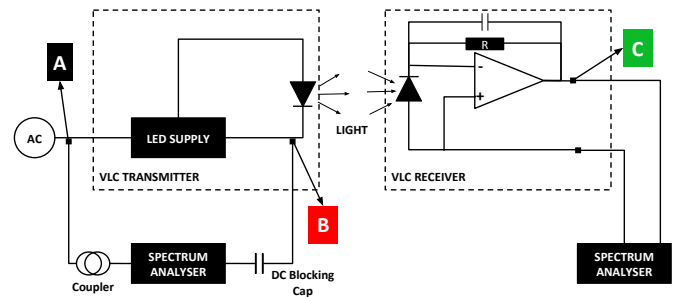 A
C
R
-
+
AC
LED SUPPLY
LIGHT
VLC TRANSMITTER
VLC RECEIVER
B
SPECTRUM
ANALYSER
Coupler
DC Blocking
Cap
SPECTRUM
ANALYSER